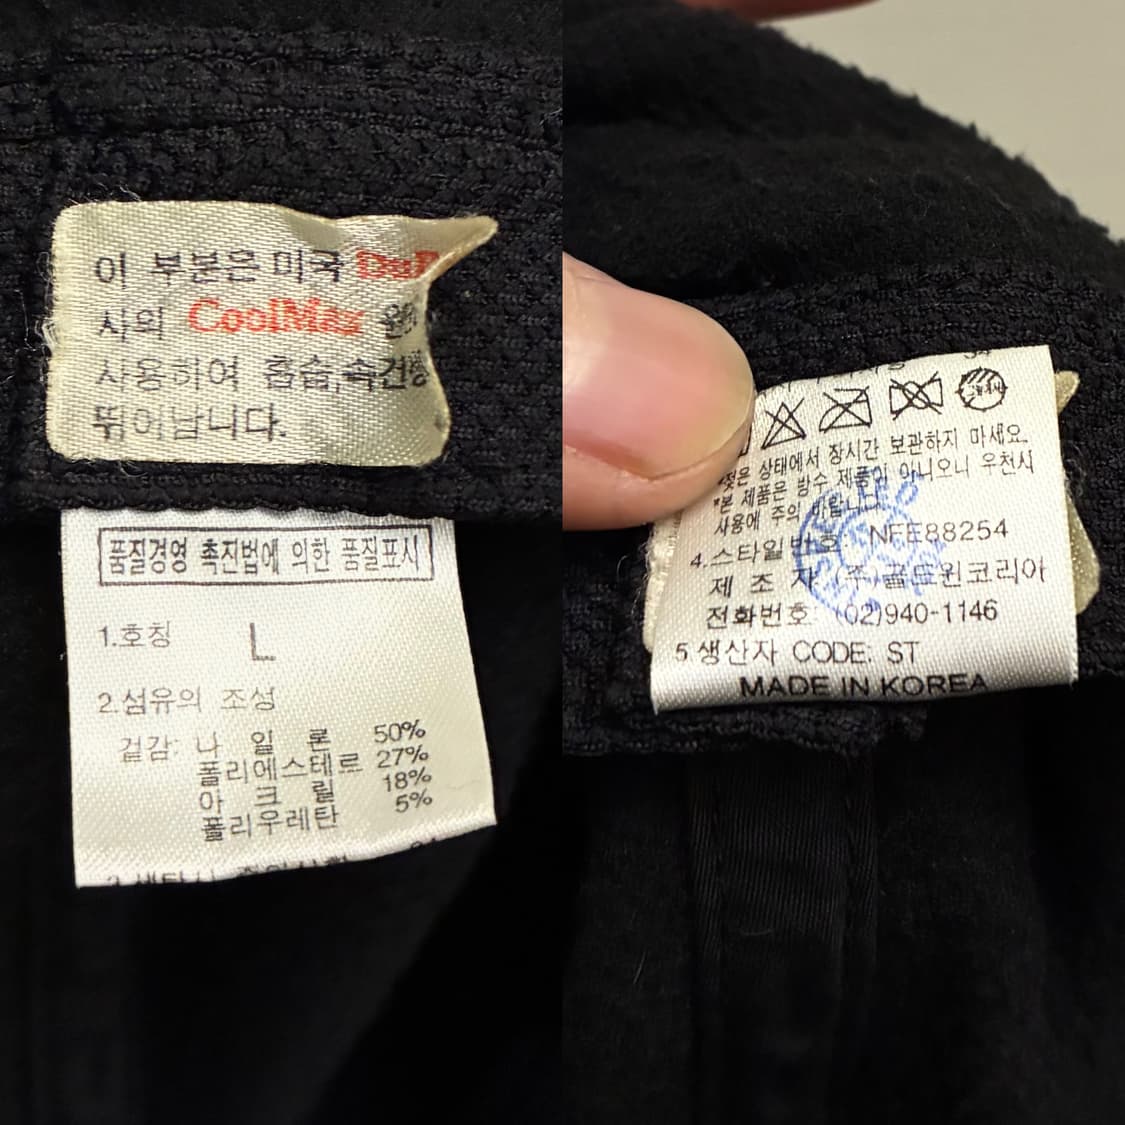 이 부분은 미국 DuP
사의 CoolMax 원
사용하여 흡습,속건
뛰어납니다.
품질경영 촉진법에 의한 품질표시
1.호칭 L
2.섬유의 조성
겉감: 나 일 론 50%
폴리에스테르 27%
아 크 릴 18%
폴리우레탄 5%
*젖은 상태에서 장시간 보관하지 마세요.
*본 제품은 방수 제품이 아니오니 우천시
사용에 주의 바랍니다.
4.스타일번호: NFE88254
제 조 자 (주)골드윈코리아
전화번호: (02)940-1146
5.생산자 CODE: ST
MADE IN KOREA